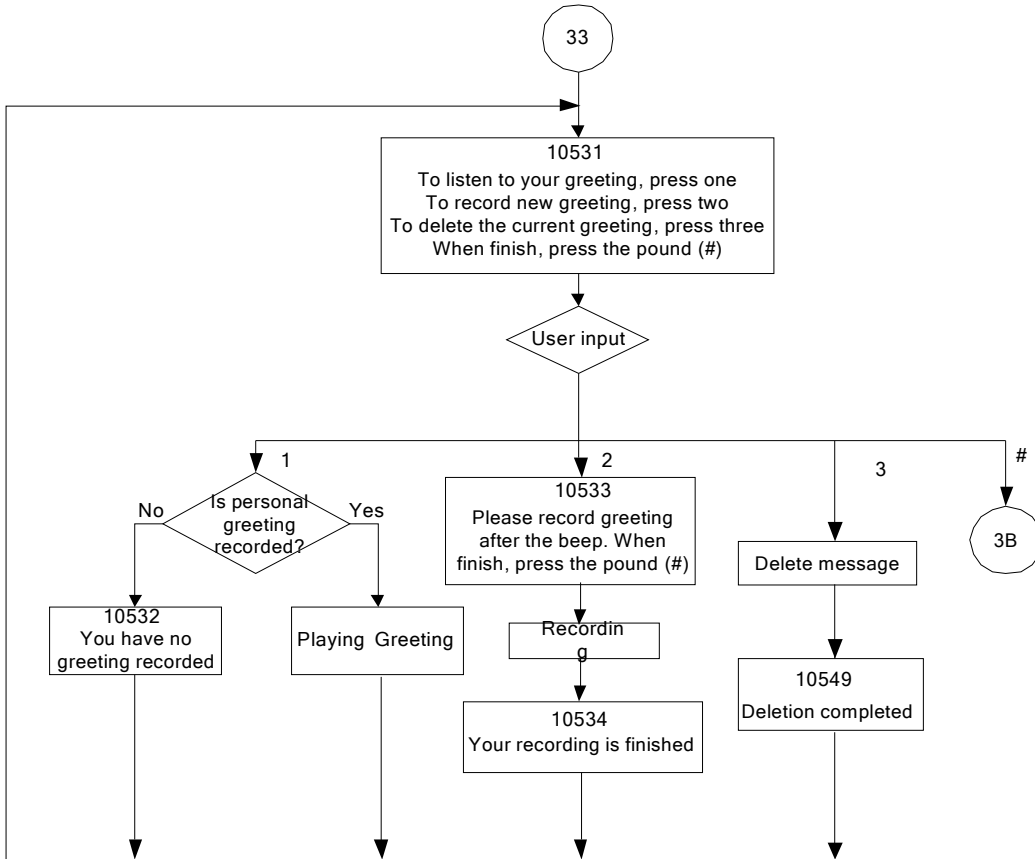 33
10531
To listen to your greeting, press one
To record new greeting, press two
To delete the current greeting, press three
When finish, press the pound (#)
User input
1
2
3
#
Is personal
greeting
recorded?
No
Yes
10533
Please record greeting
after the beep. When
finish, press the pound (#)
3B
Delete message
10532
You have no
greeting recorded
Playing Greeting
Recordin
g
10549
Deletion completed
10534
Your recording is finished